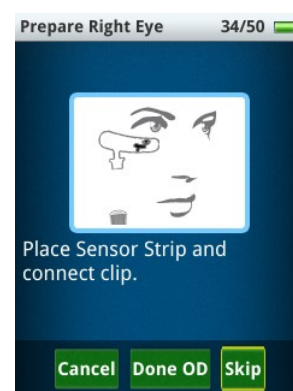 Prepare Right Eye 34/50
Place Sensor Strip and
connect clip.
Cancel Done OD Skip